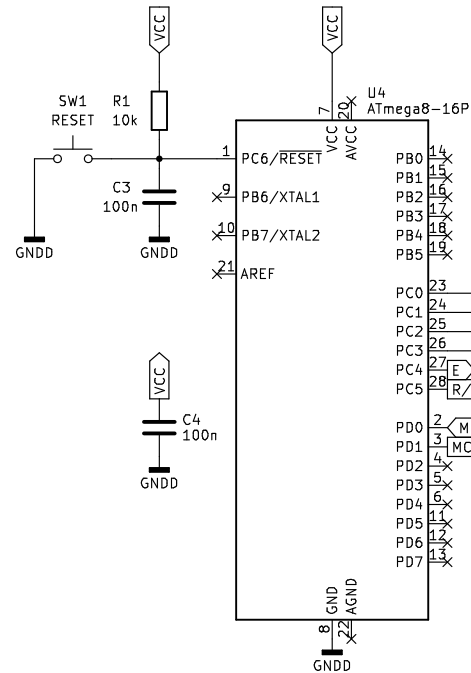 VCC
VCC
U4
ATmega8-16P
SW1
RESET
R1
10k
7
20
VCC
AVCC
1
PC6/RESET
PB0
14
PB1
15
C3
100n
9
PB6/XTAL1
PB2
16
PB3
17
10
PB7/XTAL2
PB4
18
PB5
19
GNDD
GNDD
21
AREF
PC0
23
PC1
24
PC2
25
PC3
26
PC4
27
E
PC5
28
R/
VCC
C4
100n
PD0
2
M
PD1
3
MC
PD2
4
PD3
5
PD4
6
PD5
11
PD6
12
PD7
13
GNDD
GND
AGND
8
22
GNDD